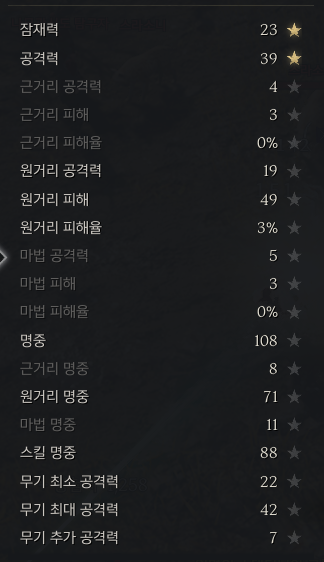 잠재력 23
공격력 39
근거리 공격력 4
근거리 피해 3
근거리 피해율 0%
원거리 공격력 19
원거리 피해 49
원거리 피해율 3%
마법 공격력 5
마법 피해 3
마법 피해율 0%
명중 108
근거리 명중 8
원거리 명중 71
마법 명중 11
스킬 명중 88
무기 최소 공격력 22
무기 최대 공격력 42
무기 추가 공격력 7